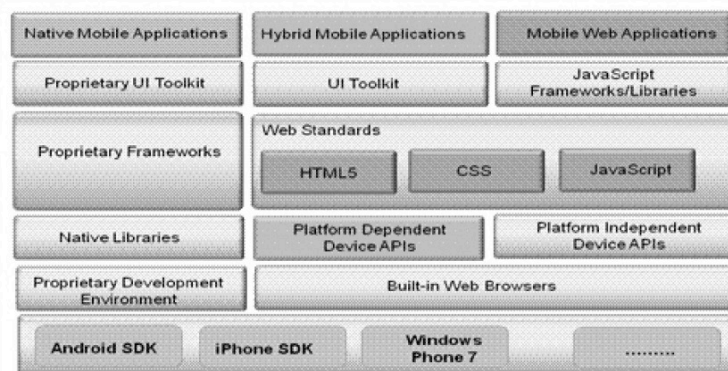 Native Mobile Applications
Hybrid Mobile Applications
Mobile Web Applications
Proprietary UI Toolkit
UI Toolkit
JavaScript
Frameworks/Libraries
Proprietary Frameworks
Web Standards
HTML5
CSS
JavaScript
Native Libraries
Platform Dependent
Device APIs
Platform Independent
Device APIs
Proprietary Development
Environment
Built-in Web Browsers
Android SDK
iPhone SDK
Windows
Phone 7
.........